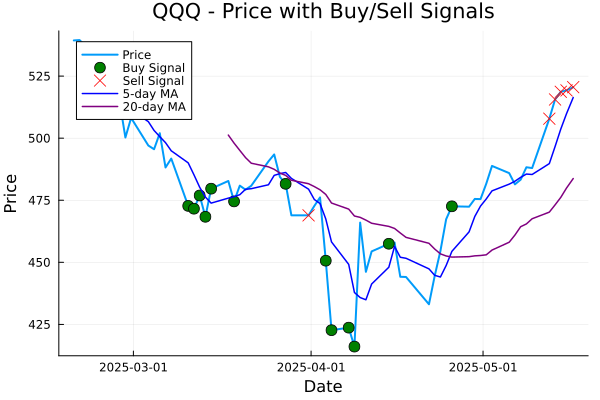 QQQ - Price with Buy/Sell Signals
Price
Buy Signal
Sell Signal
5-day MA
20-day MA
525
500
475
450
425
Price
2025-03-01
2025-04-01
2025-05-01
Date